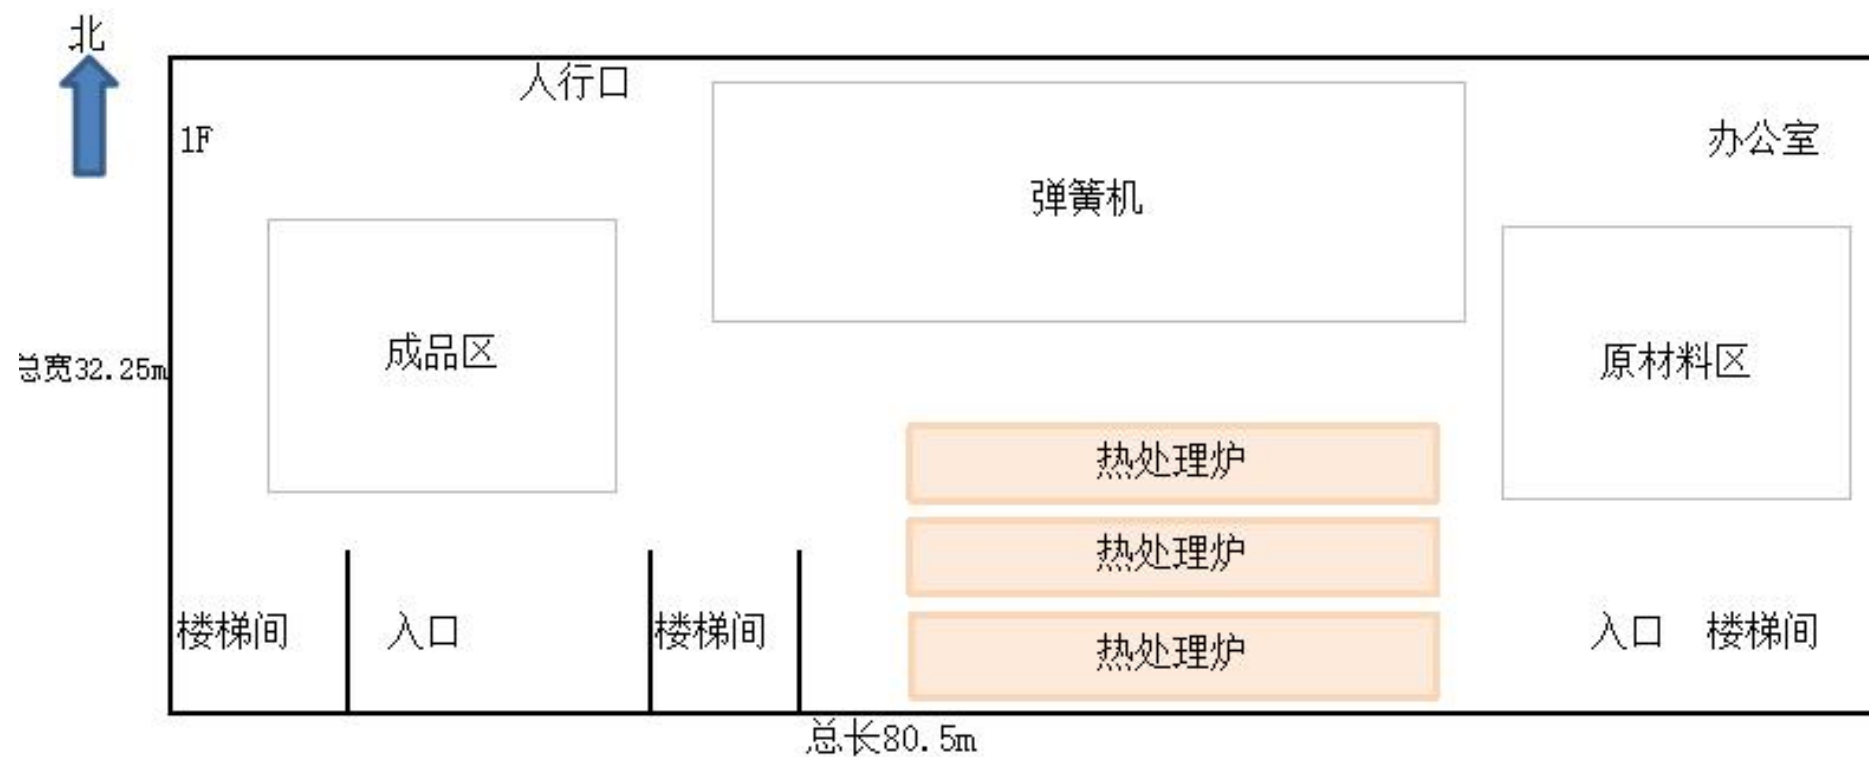 北
人行口
1F
办公室
弹簧机
成品区
总宽32.25m
原材料区
热处理炉
热处理炉
楼梯间
入口
楼梯间
热处理炉
入口
楼梯间
总长80.5m